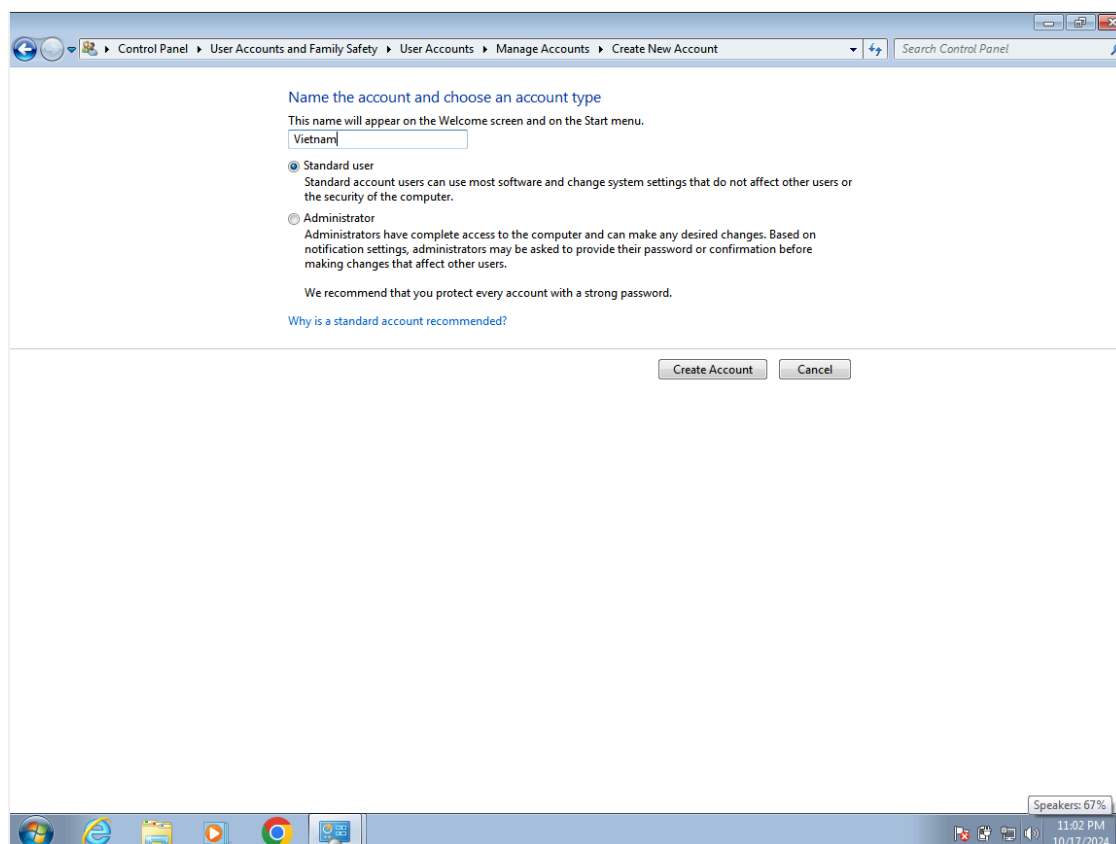 Control Panel User Accounts and Family Safety User Accounts Manage Accounts Create New Account
Search Control Panel
Name the account and choose an account type
This name will appear on the Welcome screen and on the Start menu.
Vietnam
Standard user
Standard account users can use most software and change system settings that do not affect other users or
the security of the computer.
Administrator
Administrators have complete access to the computer and can make any desired changes. Based on
notification settings, administrators may be asked to provide their password or confirmation before
making changes that affect other users.
We recommend that you protect every account with a strong password.
Why is a standard account recommended?
Create Account
Cancel
Speakers: 67%
11:02 PM
10/17/2024